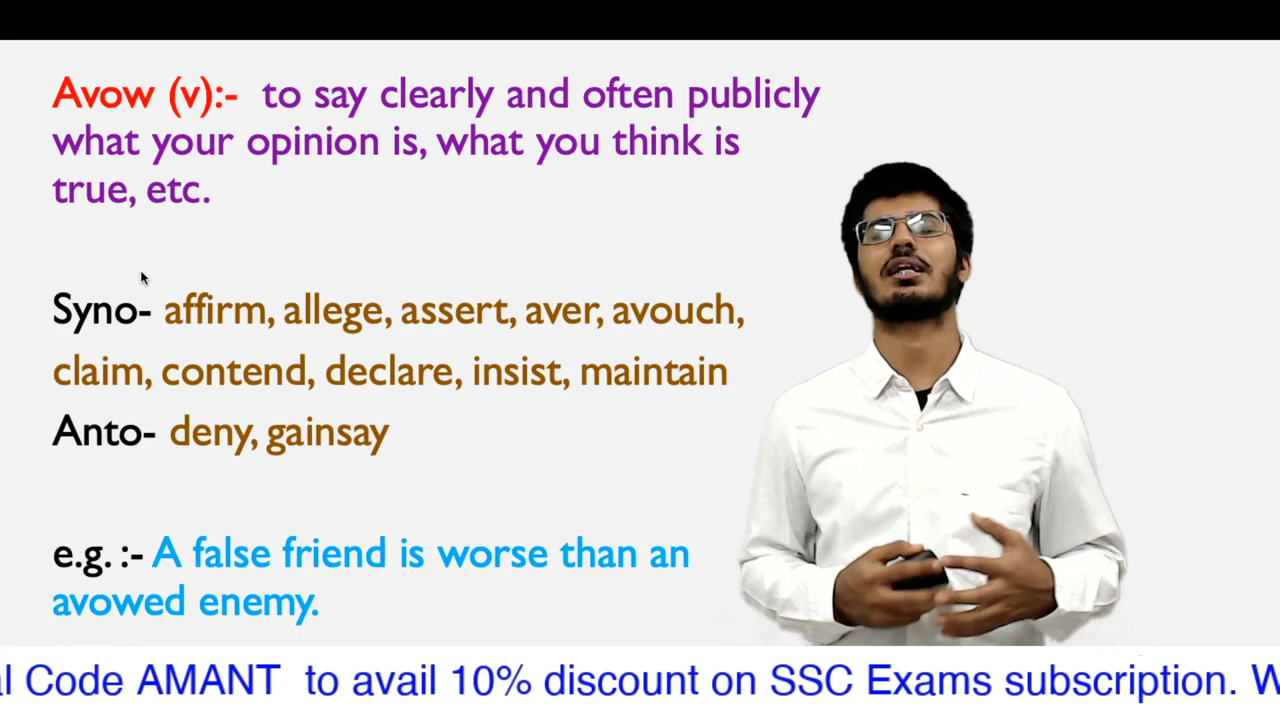 Avow (v):- to say clearly and often publicly
what your opinion is, what you think is
true, etc.
Syno- affirm, allege, assert, aver, avouch,
claim, contend, declare, insist, maintain
Anto- deny, gainsay
e.g. :- A false friend is worse than an
avowed enemy.
Code AMANT to avail 10% discount on SSC Exams subscription.